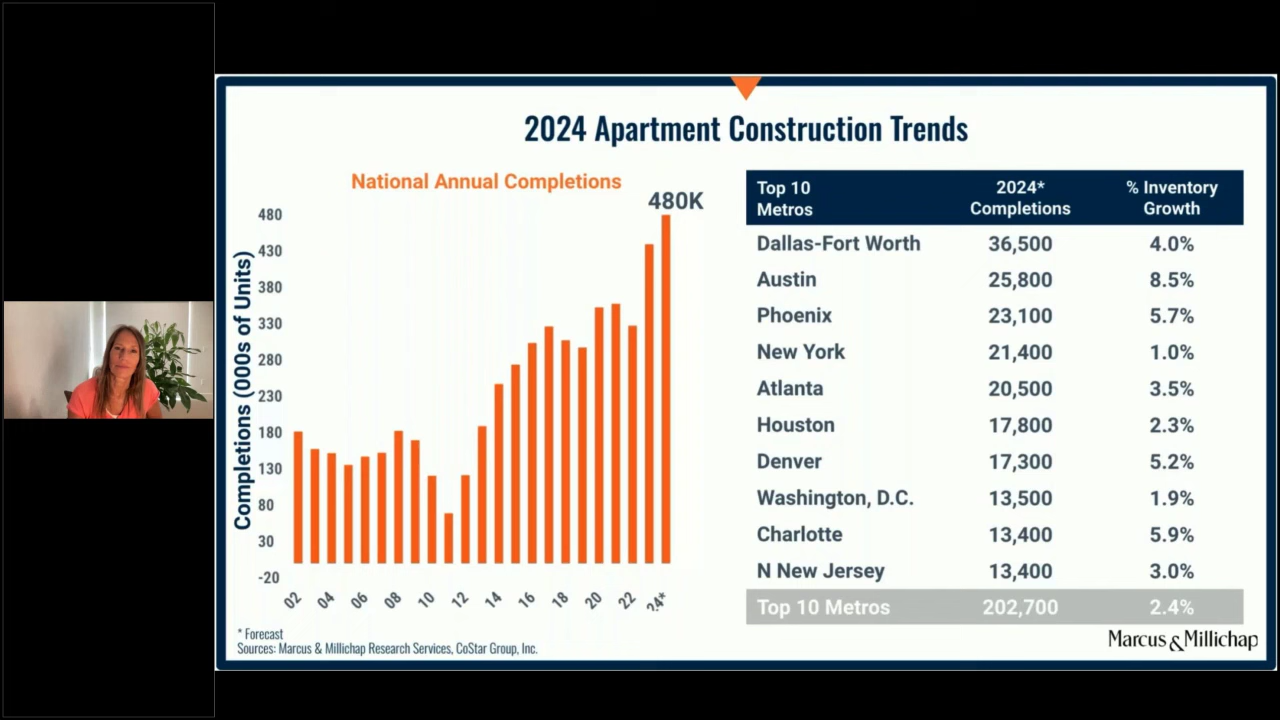 2024 Apartment Construction Trends
National Annual Completions
480K
Completions (000s of Units)
480
430
380
330
280
230
180
130
80
30
-20
02 04 06 08 10 12 14 16 18 20 22 24*
* Forecast
Sources: Marcus & Millichap Research Services, CoStar Group, Inc.
Top 10 Metros 2024* Completions % Inventory Growth
Dallas-Fort Worth 36,500 4.0%
Austin 25,800 8.5%
Phoenix 23,100 5.7%
New York 21,400 1.0%
Atlanta 20,500 3.5%
Houston 17,800 2.3%
Denver 17,300 5.2%
Washington, D.C. 13,500 1.9%
Charlotte 13,400 5.9%
N New Jersey 13,400 3.0%
Top 10 Metros 202,700 2.4%
Marcus & Millichap